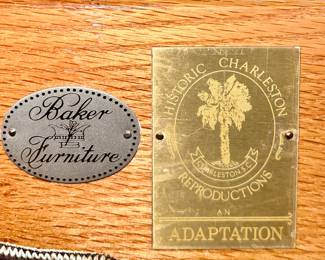 Baker
Furniture
HISTORIC CHARLESTON
REPRODUCTIONS
CHARLESTON, S.C.
AN
ADAPTATION